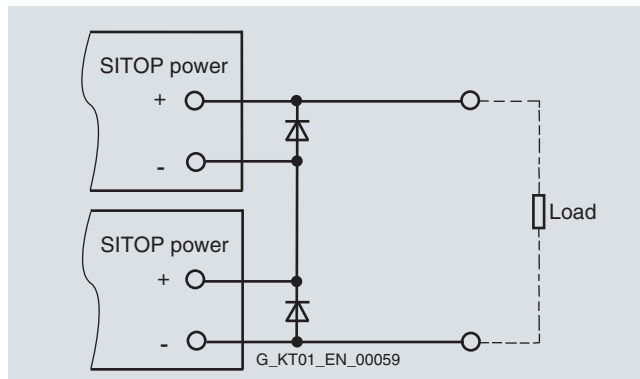 SITOP power
+
-
Load
SITOP power
+
-
G_KT01_EN_00059